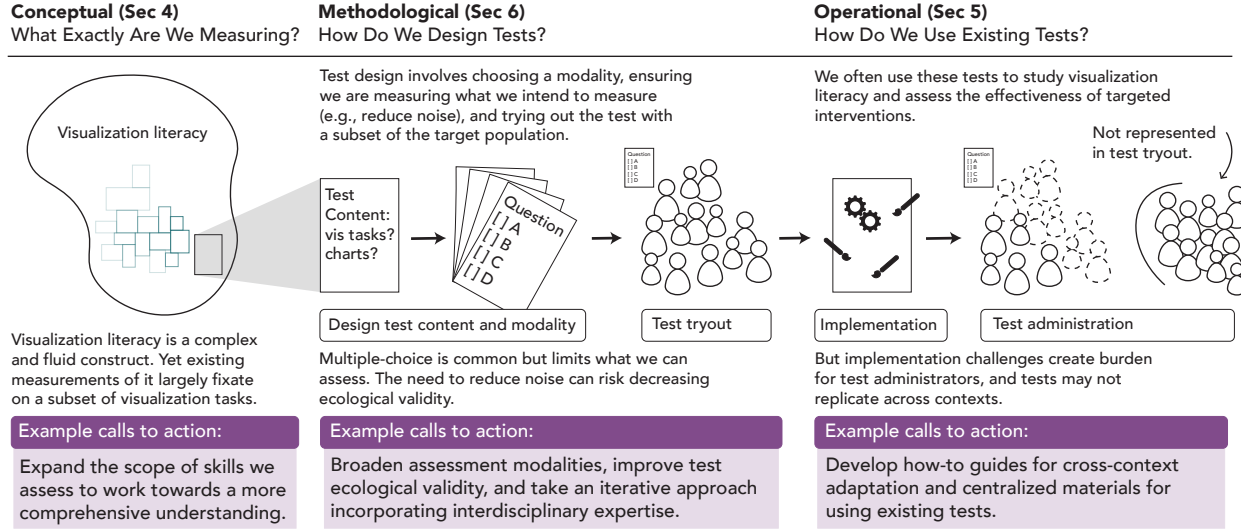 Conceptual (Sec 4)
What Exactly Are We Measuring?
Visualization literacy
Visualization literacy is a complex
and fluid construct. Yet existing
measurements of it largely fixate
on a subset of visualization tasks.
Example calls to action:
Expand the scope of skills we
assess to work towards a more
comprehensive understanding.
Methodological (Sec 6)
How Do We Design Tests?
Test design involves choosing a modality, ensuring
we are measuring what we intend to measure
(e.g., reduce noise), and trying out the test with
a subset of the target population.
Test
Content:
vis tasks?
charts?
Question
[ ] A
[ ] B
[ ] C
[ ] D
Question
[ ] A
[ ] B
[ ] C
[ ] D
Design test content and modality
Test tryout
Multiple-choice is common but limits what we can
assess. The need to reduce noise can risk decreasing
ecological validity.
Example calls to action:
Broaden assessment modalities, improve test
ecological validity, and take an iterative approach
incorporating interdisciplinary expertise.
Operational (Sec 5)
How Do We Use Existing Tests?
We often use these tests to study visualization
literacy and assess the effectiveness of targeted
interventions.
Not represented
in test tryout.
Question
[ ] A
[ ] B
[ ] C
[ ] D
Implementation
Test administration
But implementation challenges create burden
for test administrators, and tests may not
replicate across contexts.
Example calls to action:
Develop how-to guides for cross-context
adaptation and centralized materials for
using existing tests.